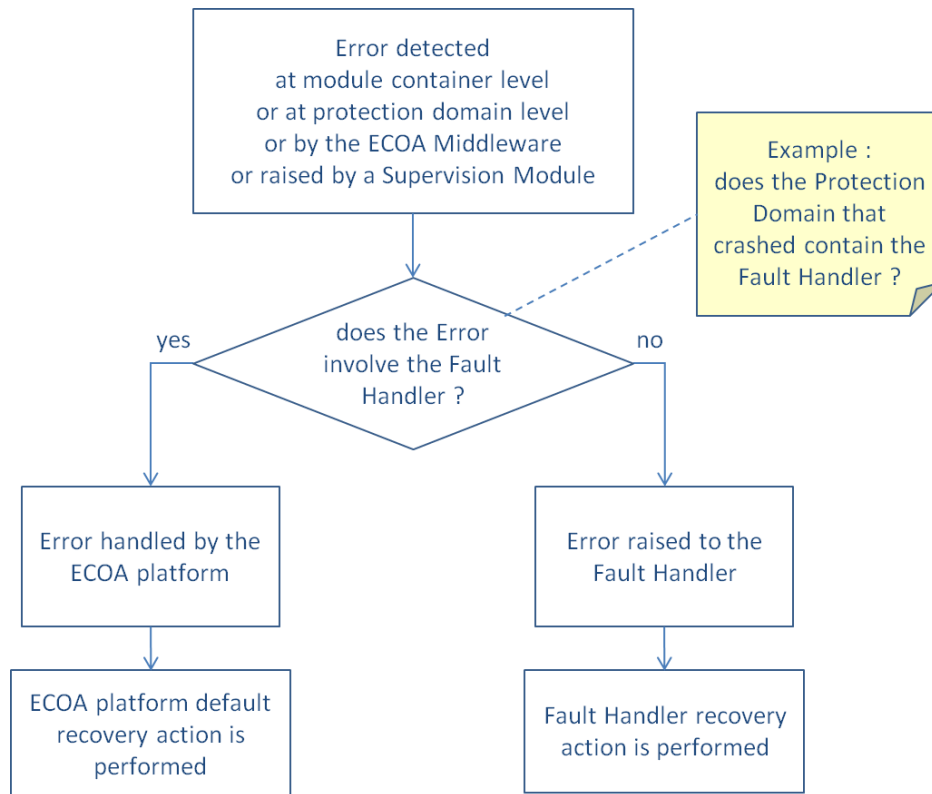 Error detected
at module container level
or at protection domain level
or by the ECOA Middleware
or raised by a Supervision Module
Example :
does the Protection
Domain that
crashed contain the
Fault Handler ?
does the Error
involve the Fault
Handler ?
yes
no
Error handled by the
ECOA platform
Error raised to the
Fault Handler
ECOA platform default
recovery action is
performed
Fault Handler recovery
action is performed